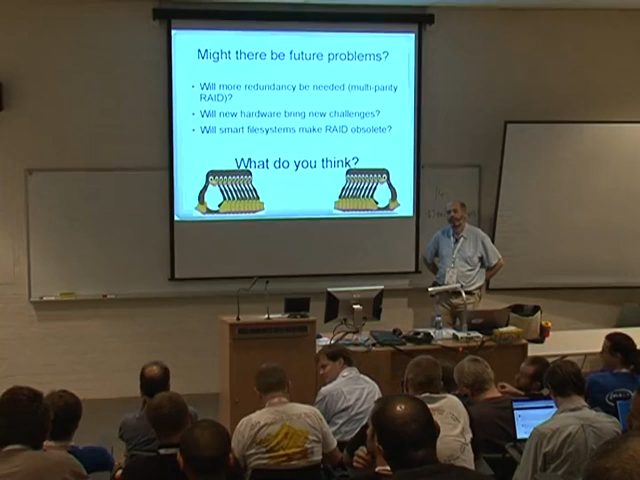 Might there be future problems?
• Will more redundancy be needed (multi-parity
RAID)?
• Will new hardware bring new challenges?
• Will smart filesystems make RAID obsolete?
What do you think?